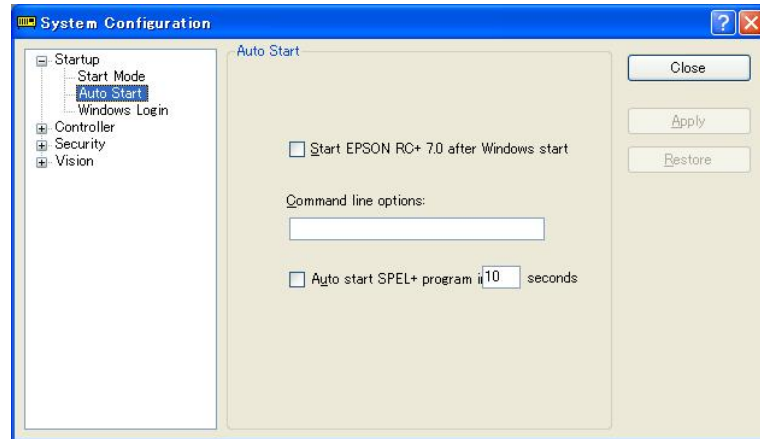 System Configuration
Startup
Start Mode
Auto Start
Windows Login
Controller
Security
Vision
Auto Start
Start EPSON RC+ 7.0 after Windows start
Command line options:
Auto start SPEL+ program i 10 seconds
Close
Apply
Restore